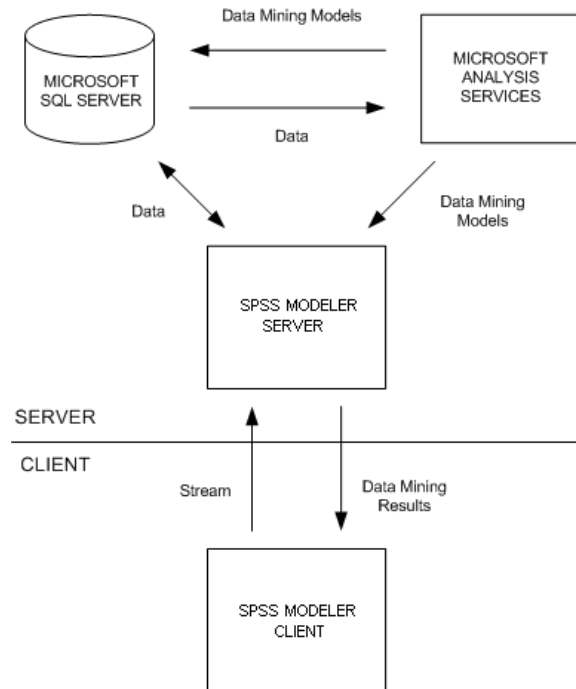 Data Mining Models
MICROSOFT
SQL SERVER
MICROSOFT
ANALYSIS
SERVICES
Data
Data
Data Mining
Models
SPSS MODELER
SERVER
SERVER
CLIENT
Stream
Data Mining
Results
SPSS MODELER
CLIENT